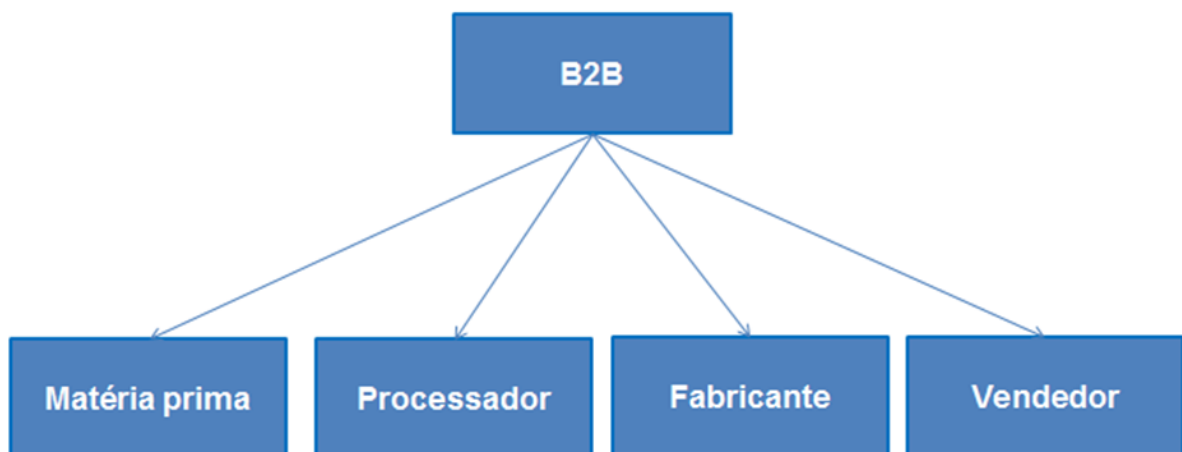 B2B
Matéria prima
Processador
Fabricante
Vendedor